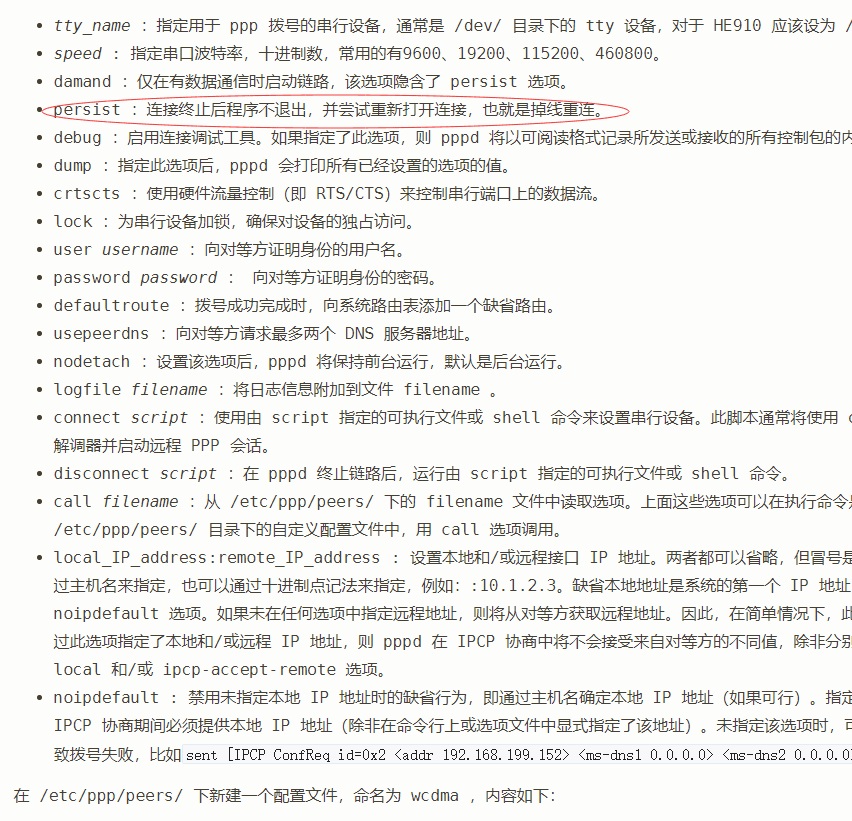 • tty_name : 指定用于 ppp 拨号的串行设备，通常是 /dev/ 目录下的 tty 设备，对于 HE910 应该设为 /
• speed : 指定串口波特率，十进制数，常用的有9600、19200、115200、460800。
• damand : 仅在有数据通信时启动链路，该选项隐含了 persist 选项。
• persist : 连接终止后程序不退出，并尝试重新打开连接，也就是掉线重连。
• debug : 启用连接调试工具。如果指定了此选项，则 pppd 将以可阅读格式记录所发送或接收的所有控制包的内
• dump : 指定此选项后，pppd 会打印所有已经设置的选项的值。
• crtscts : 使用硬件流量控制（即 RTS/CTS）来控制串行端口上的数据流。
• lock : 为串行设备加锁，确保对设备的独占访问。
• user username : 向对等方证明身份的用户名。
• password password : 向对等方证明身份的密码。
• defaultroute : 拨号成功完成时，向系统路由表添加一个缺省路由。
• usepeerdns : 向对等方请求最多两个 DNS 服务器地址。
• nodetach : 设置该选项后，pppd 将保持前台运行，默认是后台运行。
• logfile filename : 将日志信息附加到文件 filename 。
• connect script : 使用由 script 指定的可执行文件或 shell 命令来设置串行设备。此脚本通常将使用 c
解调器并启动远程 PPP 会话。
• disconnect script : 在 pppd 终止链路后，运行由 script 指定的可执行文件或 shell 命令。
• call filename : 从 /etc/ppp/peers/ 下的 filename 文件中读取选项。上面这些选项可以在执行命令
/etc/ppp/peers/ 目录下的自定义配置文件中，用 call 选项调用。
• local_IP_address:remote_IP_address : 设置本地和/或远程接口 IP 地址。两者都可以省略，但冒号是
过主机名来指定，也可以通过十进制点记法来指定，例如：:10.1.2.3。缺省本地地址是系统的第一个 IP 地址
noipdefault 选项。如果未在任何选项中指定远程地址，则将从对等方获取远程地址。因此，在简单情况下，此
过此选项指定了本地和/或远程 IP 地址，则 pppd 在 IPCP 协商中将不会接受来自对等方的不同值，除非分别
local 和/或 ipcp-accept-remote 选项。
• noipdefault : 禁用未指定本地 IP 地址时的缺省行为，即通过主机名确定本地 IP 地址（如果可行）。指定
IPCP 协商期间必须提供本地 IP 地址（除非在命令行上或选项文件中显式指定了该地址）。未指定该选项时，可
致拨号失败，比如 sent [IPCP ConfReq id=0x2 <addr 192.168.199.152> <ms-dns1 0.0.0.0> <ms-dns2 0.0.0.0
在 /etc/ppp/peers/ 下新建一个配置文件，命名为 wcdma ，内容如下：